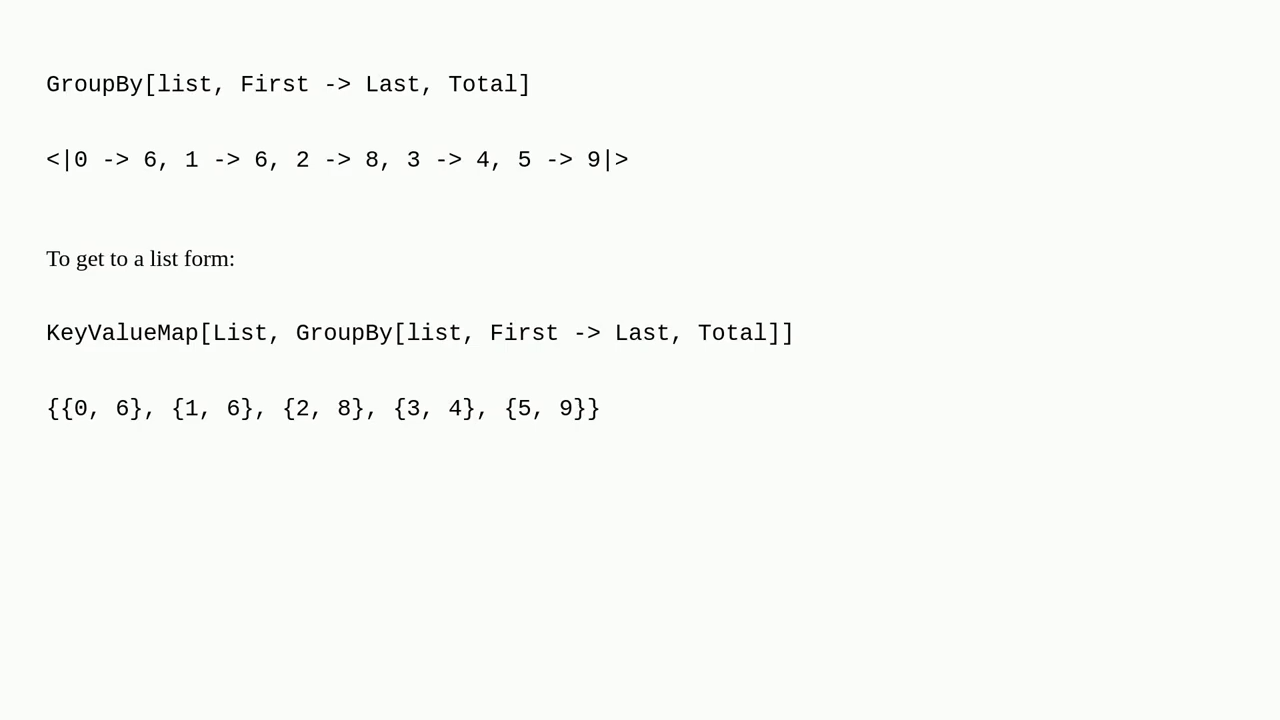 GroupBy[list, First -> Last, Total]
<|0 -> 6, 1 -> 6, 2 -> 8, 3 -> 4, 5 -> 9|>
To get to a list form:
KeyValueMap[List, GroupBy[list, First -> Last, Total]]
{{0, 6}, {1, 6}, {2, 8}, {3, 4}, {5, 9}}